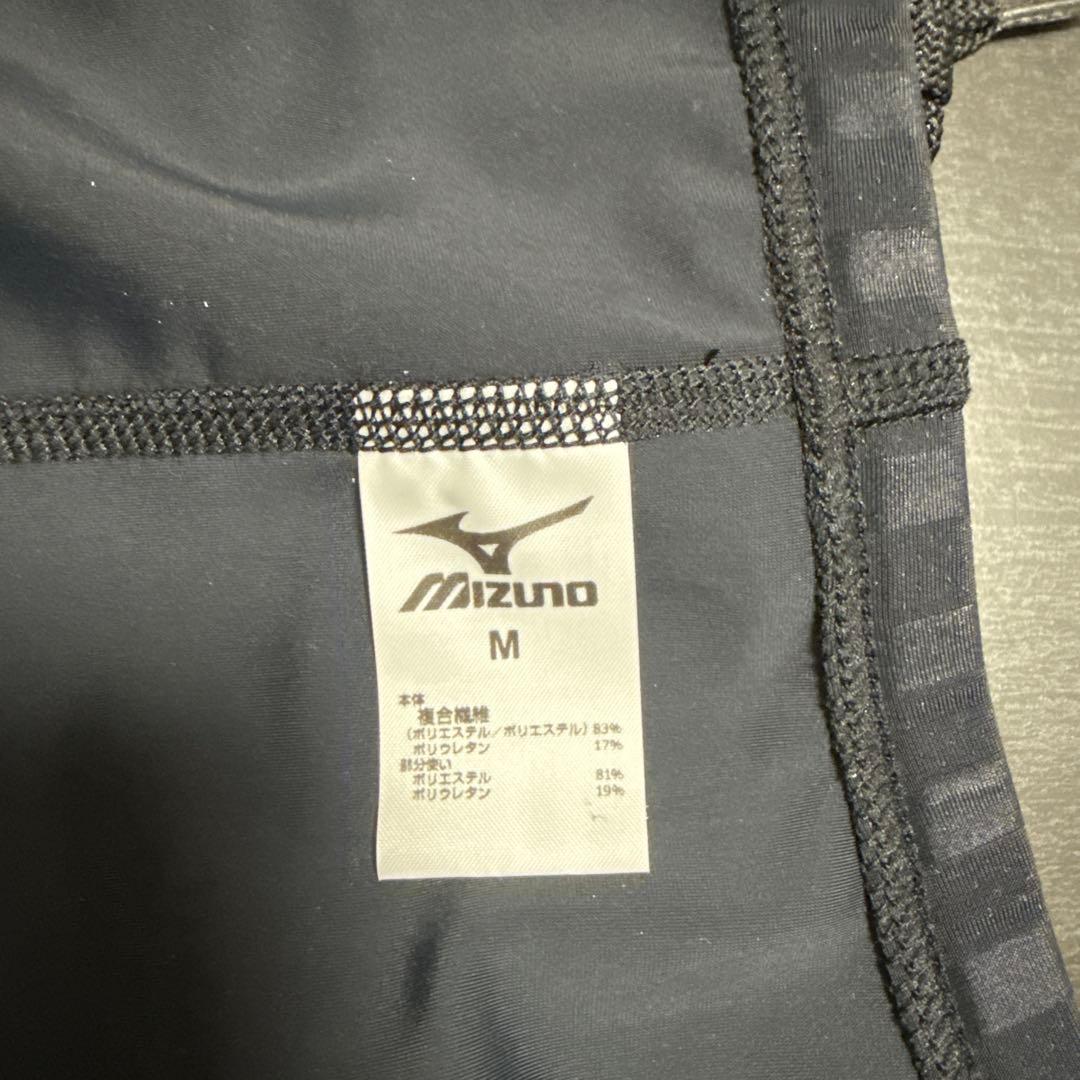 MIZUNO
M
本体
複合繊維
(ポリエステル/ポリエステル) 83%
ポリウレタン 17%
部分使い
ポリエステル 81%
ポリウレタン 19%